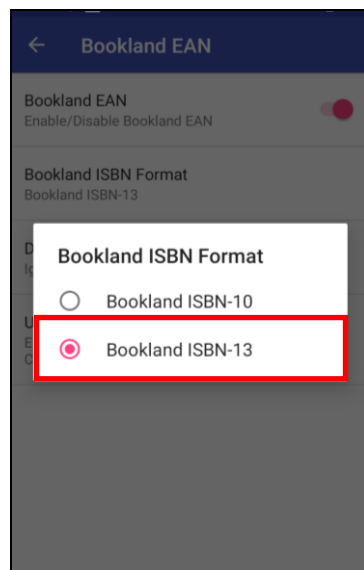 Bookland EAN
Bookland EAN
Enable/Disable Bookland EAN
Bookland ISBN Format
Bookland ISBN-13
Bookland ISBN Format
Bookland ISBN-10
Bookland ISBN-13